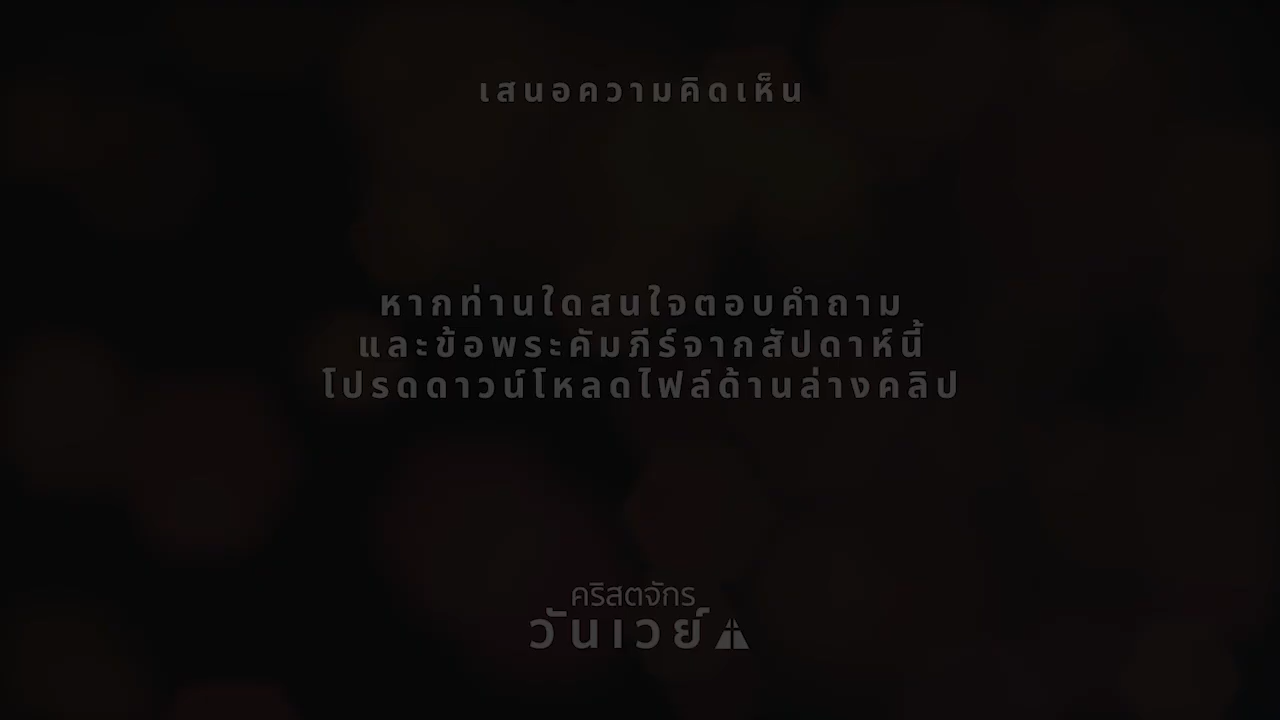 เสนอความคิดเห็น
หากท่านใดสนใจตอบคำถาม
และข้อพระคัมภีร์จากสัปดาห์นี้
โปรดดาวน์โหลดไฟล์ด้านล่างคลิป
คริสตจักร
วันเวย์